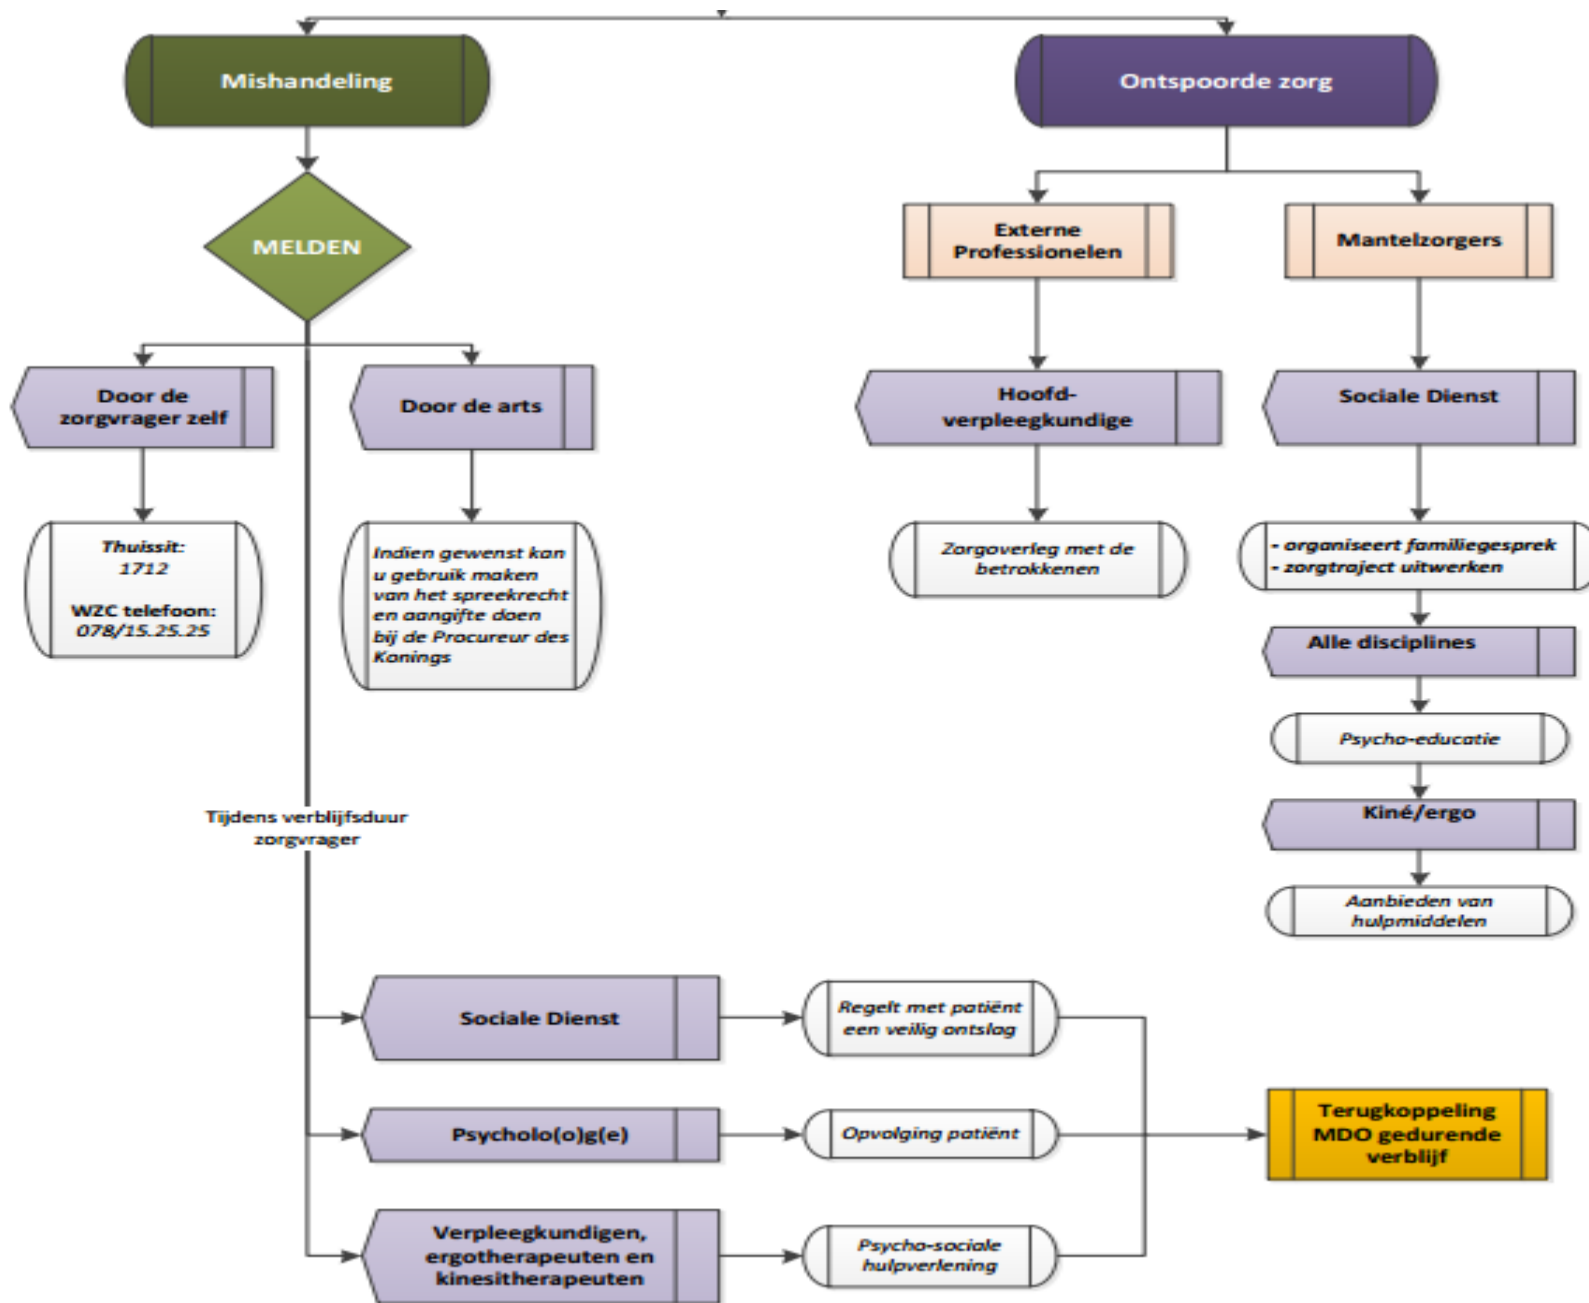 Mishandeling
Ontspoorde zorg
MELDEN
Externe
Professionelen
Mantelzorgers
Door de
zorgvrager zelf
Door de arts
Hoofd-
verpleegkundige
Sociale Dienst
Thuissit:
1712
WZC telefoon:
078/15.25.25
Indien gewenst kan
u gebruik maken
van het spreekrecht
en aangifte doen
bij de Procureur des
Konings
Zorgoverleg met de
betrokkenen
- organiseert familiegesprek
- zorgtraject uitwerken
Alle disciplines
Psycho-educatie
Kiné/ergo
Aanbieden van
hulpmiddelen
Tijdens verblijfsduur
zorgvrager
Sociale Dienst
Regelt met patiënt
een veilig ontslag
Psycholo(o)g(e)
Opvolging patiënt
Verpleegkundigen,
ergotherapeuten en
kinesitherapeuten
Psycho-sociale
hulpverlening
Terugkoppeling
MDO gedurende
verblijf